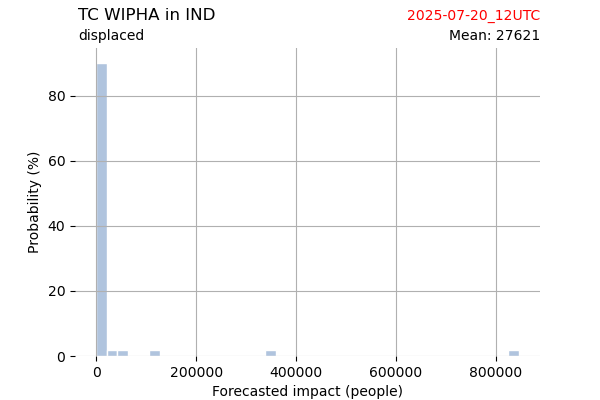 TC WIPHA in IND
2025-07-20_12UTC
displaced
Mean: 27621
Probability (%)
80
60
40
20
0
0 200000 400000 600000 800000
Forecasted impact (people)